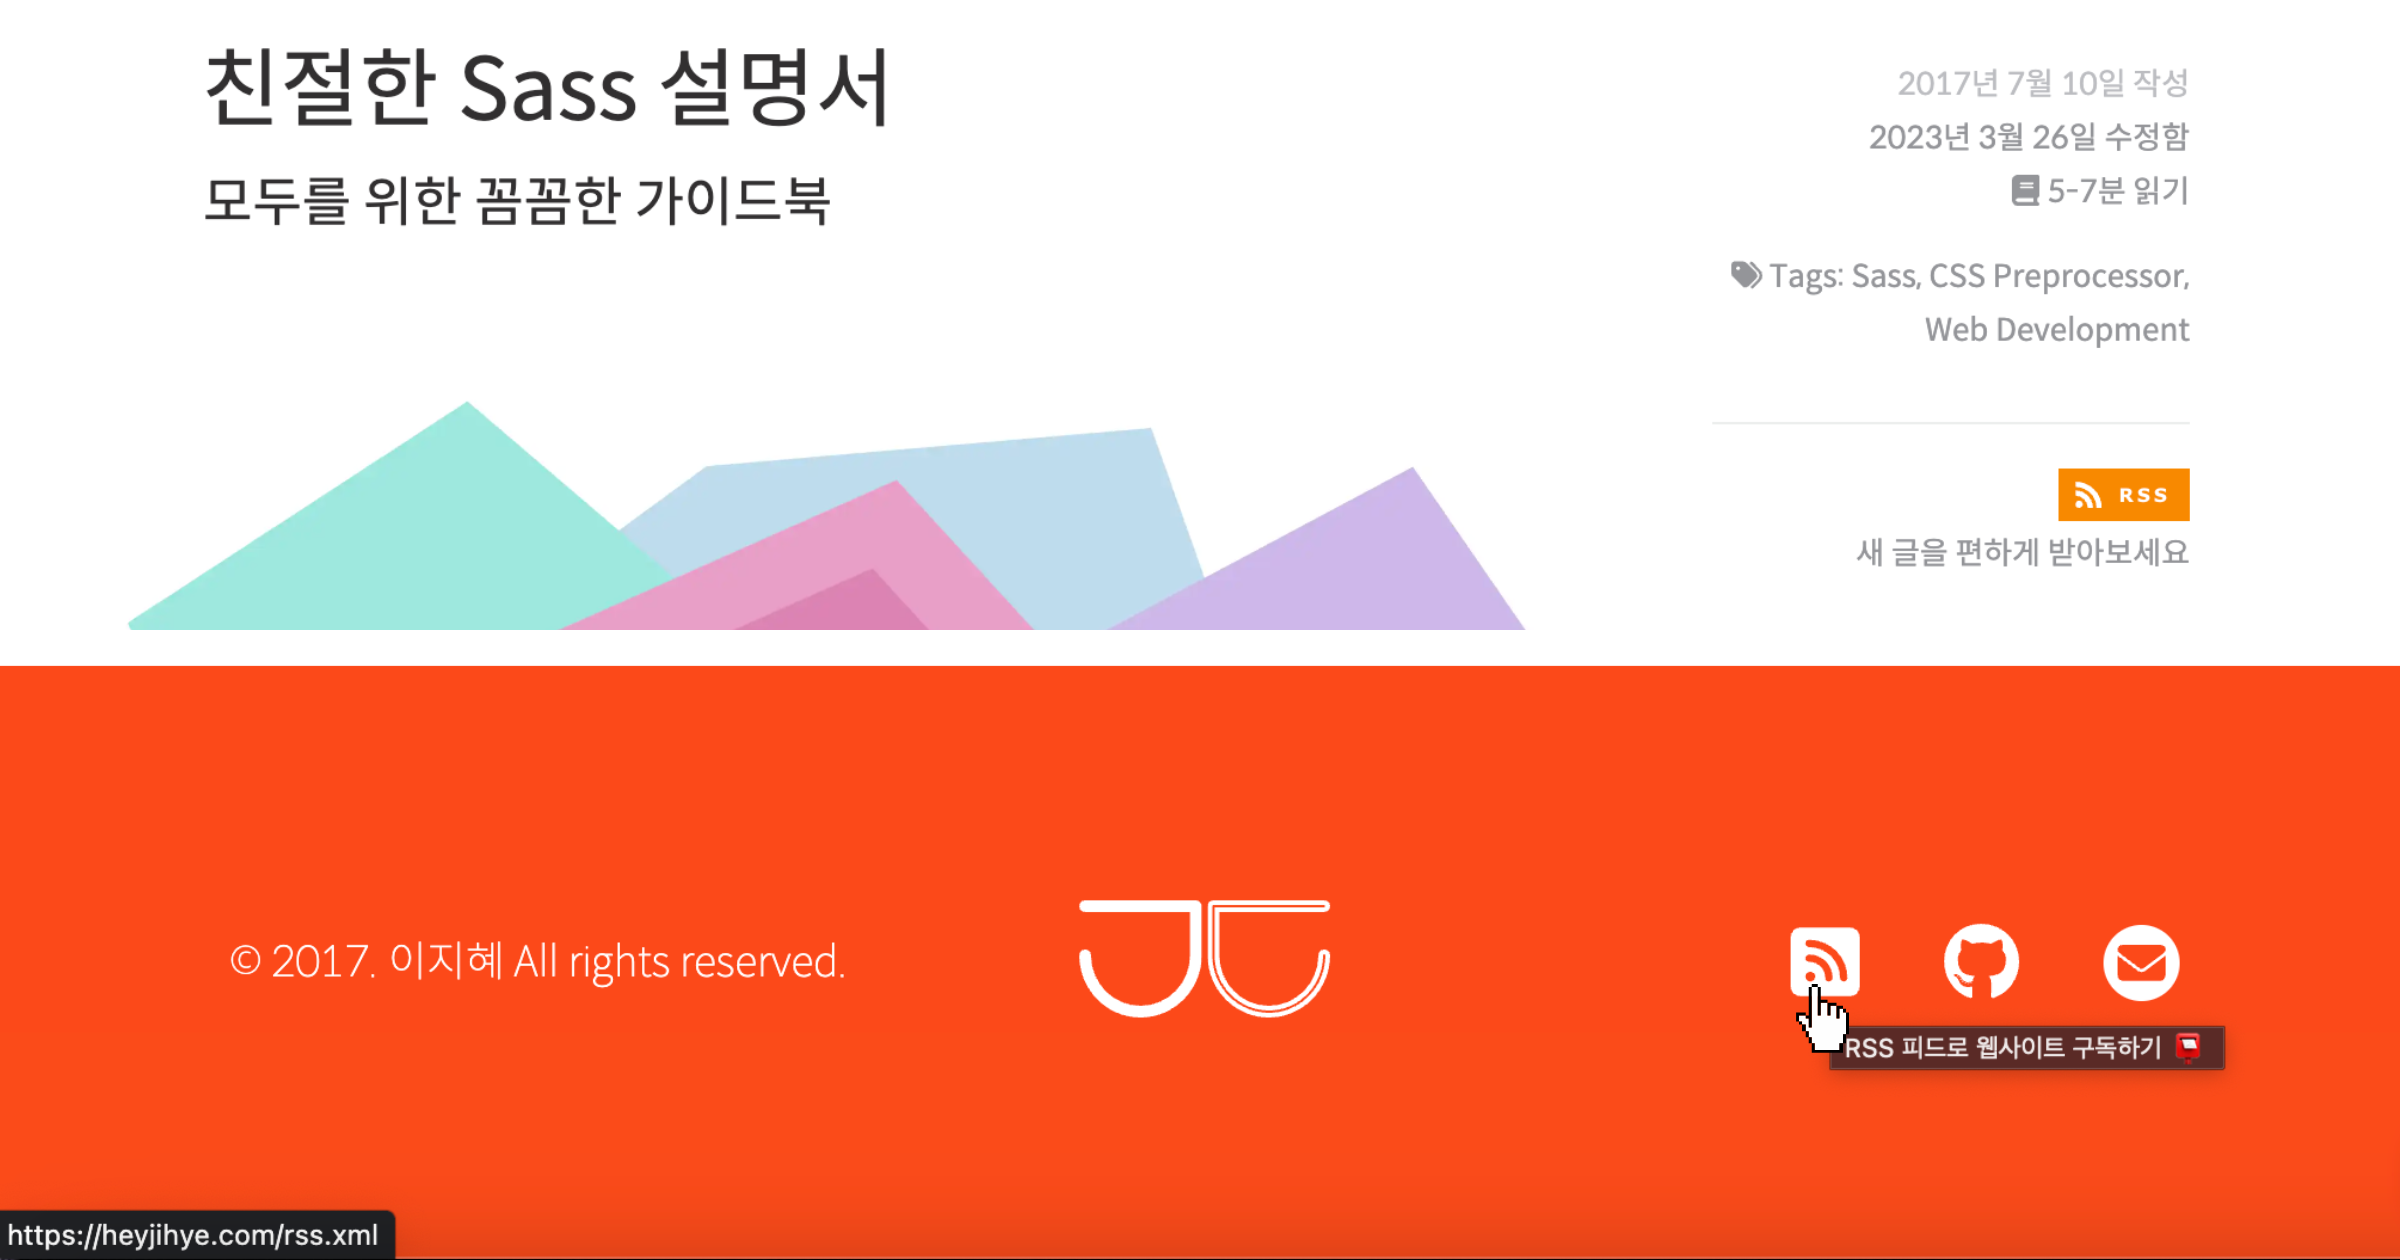 친절한 Sass 설명서
모두를 위한 꼼꼼한 가이드북
2017년 7월 10일 작성
2023년 3월 26일 수정함
5-7분 읽기
Tags: Sass, CSS Preprocessor,
Web Development
RSS
새 글을 편하게 받아보세요
© 2017. 이지혜 All rights reserved.
RSS 피드로 웹사이트 구독하기
https://heyjihye.com/rss.xml